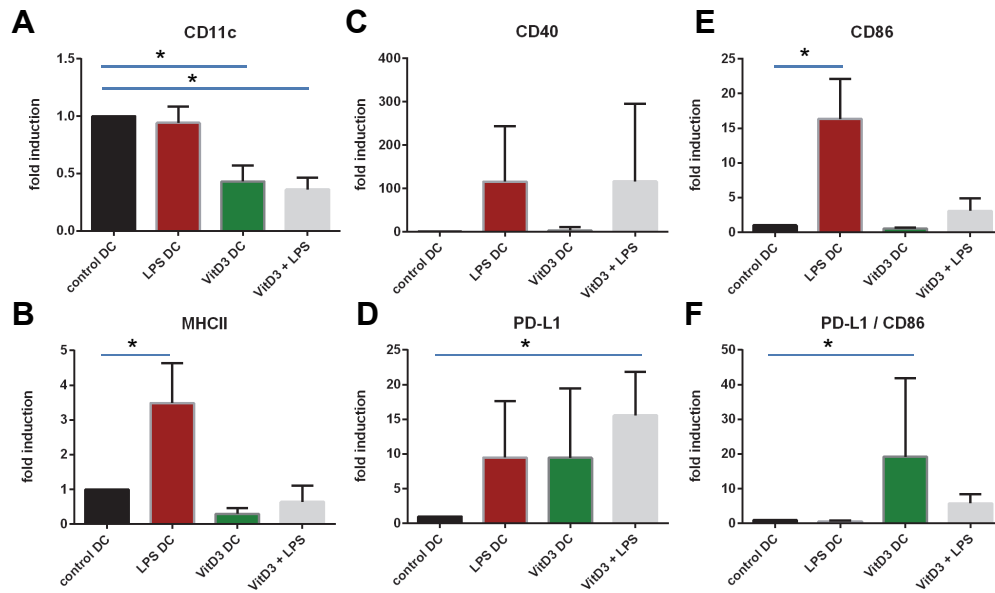 A
CD11c
fold induction
1.5
1.0
0.5
0.0
*
*
control DC
LPS DC
VitD3 DC
VitD3 + LPS
C
CD40
fold induction
400
300
200
100
0
control DC
LPS DC
VitD3 DC
VitD3 + LPS
E
CD86
fold induction
25
20
15
10
5
0
*
control DC
LPS DC
VitD3 DC
VitD3 + LPS
B
MHCII
fold induction
5
4
3
2
1
0
*
control DC
LPS DC
VitD3 DC
VitD3 + LPS
D
PD-L1
fold induction
25
20
15
10
5
0
*
control DC
LPS DC
VitD3 DC
VitD3 + LPS
F
PD-L1 / CD86
fold induction
50
40
30
20
10
0
*
control DC
LPS DC
VitD3 DC
VitD3 + LPS